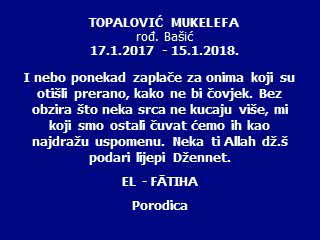 TOPALOVIĆ MUKELEFA
rođ. Bašić
17.1.2017 - 15.1.2018.
I nebo ponekad zaplače za onima koji su
otišli prerano, kako ne bi čovjek. Bez
obzira što neka srca ne kucaju više, mi
koji smo ostali čuvat ćemo ih kao
najdražu uspomenu. Neka ti Allah dž.š
podari lijepi Džennet.
EL - FĀTIHA
Porodica